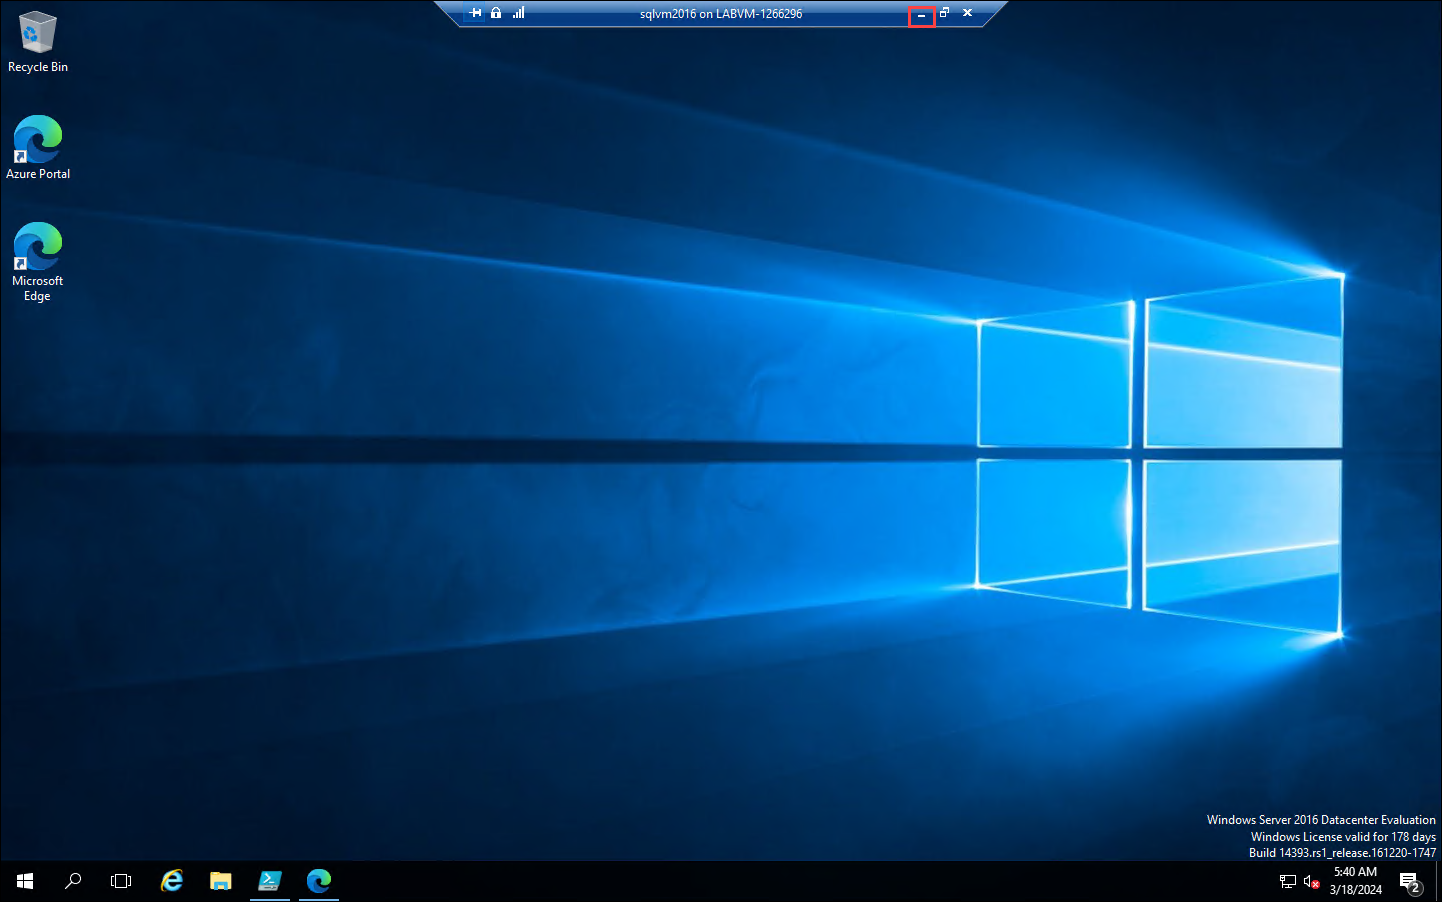 sqlvm2016 on LABVM-1266296
Recycle Bin
Azure Portal
Microsoft
Edge
Windows Server 2016 Datacenter Evaluation
Windows License valid for 178 days
Build 14393.rs1_release.161220-1747
5:40 AM
3/18/2024
2